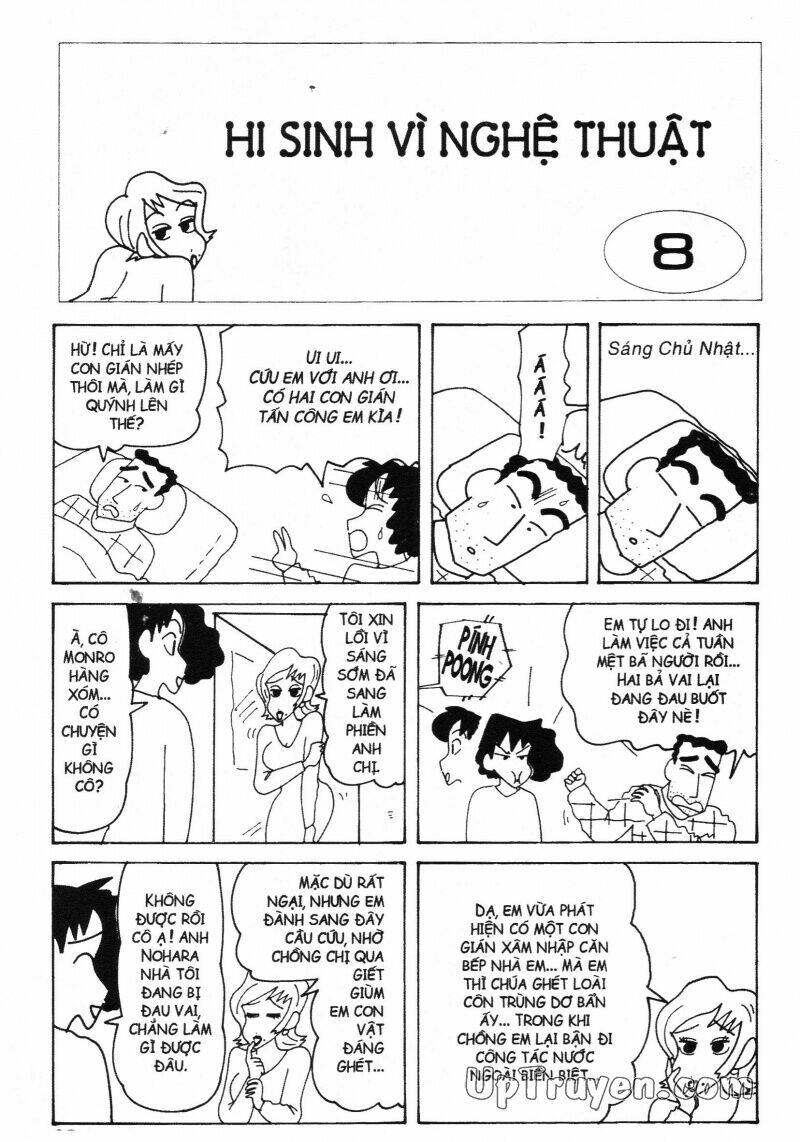 HI SINH VÌ NGHỆ THUẬT
8
Sáng Chủ Nhật...
Á
Á
Á!
UI UI...
CỨU EM VỚI ANH ƠI...
CÓ HAI CON GIÁN
TẤN CÔNG EM KÌA!
HỪ! CHỈ LÀ MẤY
CON GIÁN NHÉP
THÔI MÀ, LÀM GÌ
QUÝNH LÊN
THẾ?
EM TỰ LO ĐI! ANH
LÀM VIỆC CẢ TUẦN
MỆT BÃ NGƯỜI RỒI...
HAI BẢ VAI LẠI
ĐANG ĐAU BUỐT
ĐÂY NÈ!
PÍNH
POONG
TÔI XIN
LỖI VÌ
SÁNG
SỚM ĐÃ
SANG
LÀM
PHIỀN
ANH
CHỊ.
À, CÔ
MONRO
HÀNG
XÓM...
CÓ
CHUYỆN
GÌ
KHÔNG
CÔ?
DẠ, EM VỪA PHÁT
HIỆN CÓ MỘT CON
GIÁN XÂM NHẬP CĂN
BẾP NHÀ EM... MÀ EM
THÌ CHÚA GHÉT LOÀI
CÔN TRÙNG DƠ BẨN
ẤY... TRONG KHI
CHỒNG EM LẠI BẬN ĐI
CÔNG TÁC NƯỚC
NGOÀI BIỀN BIỆT...
MẶC DÙ RẤT
NGẠI, NHƯNG EM
ĐÀNH SANG ĐÂY
CẦU CỨU, NHỜ
CHỒNG CHỊ QUA
GIẾT
GIÙM
EM CON
VẬT
ĐÁNG
GHÉT...
KHÔNG
ĐƯỢC RỒI
CÔ Ạ! ANH
NOHARA
NHÀ TÔI
ĐANG BỊ
ĐAU VAI,
CHẲNG LÀM
GÌ ĐƯỢC
ĐÂU.
UpTruyen.com